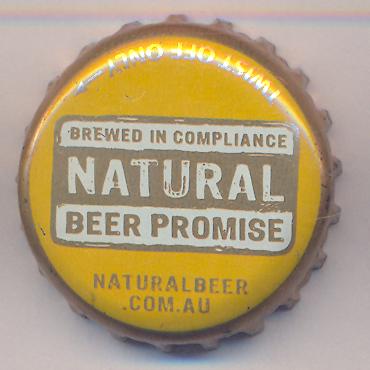 TWIST OFF ONLY
BREWED IN COMPLIANCE
NATURAL
BEER PROMISE
NATURALBEER
.COM.AU